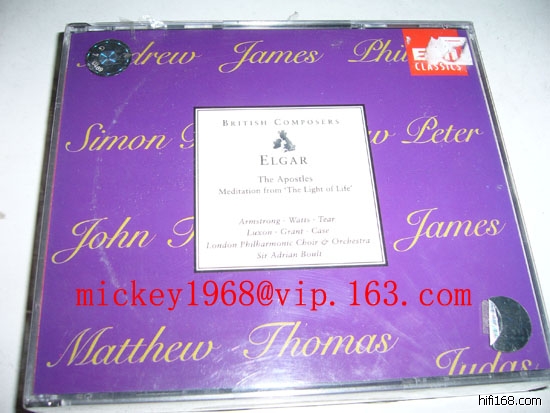 Andrew James Phi
EMI
CLASSICS
BRITISH COMPOSERS
ELGAR
The Apostles
Meditation from 'The Light of Life'
Armstrong · Watts · Tear
Luxon · Grant · Case
London Philharmonic Choir & Orchestra
Sir Adrian Boult
Simon Peter
John James
mickey1968@vip.163.com
Matthew Thomas
Judas
hifi168.com